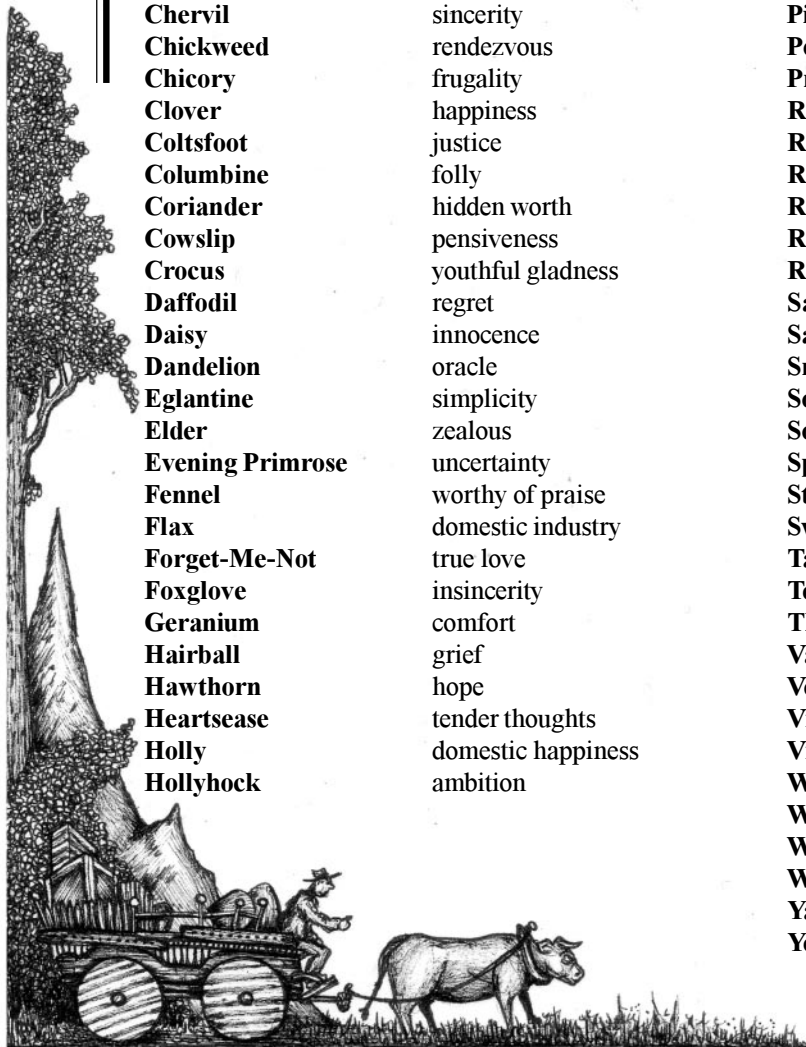 Chervil sincerity
Chickweed rendezvous
Chicory frugality
Clover happiness
Coltsfoot justice
Columbine folly
Coriander hidden worth
Cowslip pensiveness
Crocus youthful gladness
Daffodil regret
Daisy innocence
Dandelion oracle
Eglantine simplicity
Elder zealous
Evening Primrose uncertainty
Fennel worthy of praise
Flax domestic industry
Forget-Me-Not true love
Foxglove insincerity
Geranium comfort
Hairball grief
Hawthorn hope
Heartsease tender thoughts
Holly domestic happiness
Hollyhock ambition